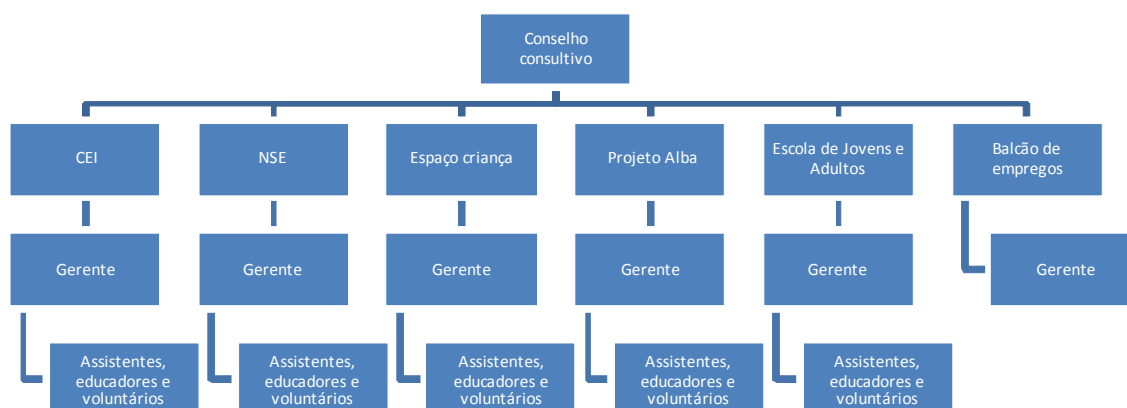 Conselho
consultivo
CEI
NSE
Espaço criança
Projeto Alba
Escola de Jovens e
Adultos
Balcão de
empregos
Gerente
Gerente
Gerente
Gerente
Gerente
Gerente
Assistentes,
educadores e
voluntários
Assistentes,
educadores e
voluntários
Assistentes,
educadores e
voluntários
Assistentes,
educadores e
voluntários
Assistentes,
educadores e
voluntários